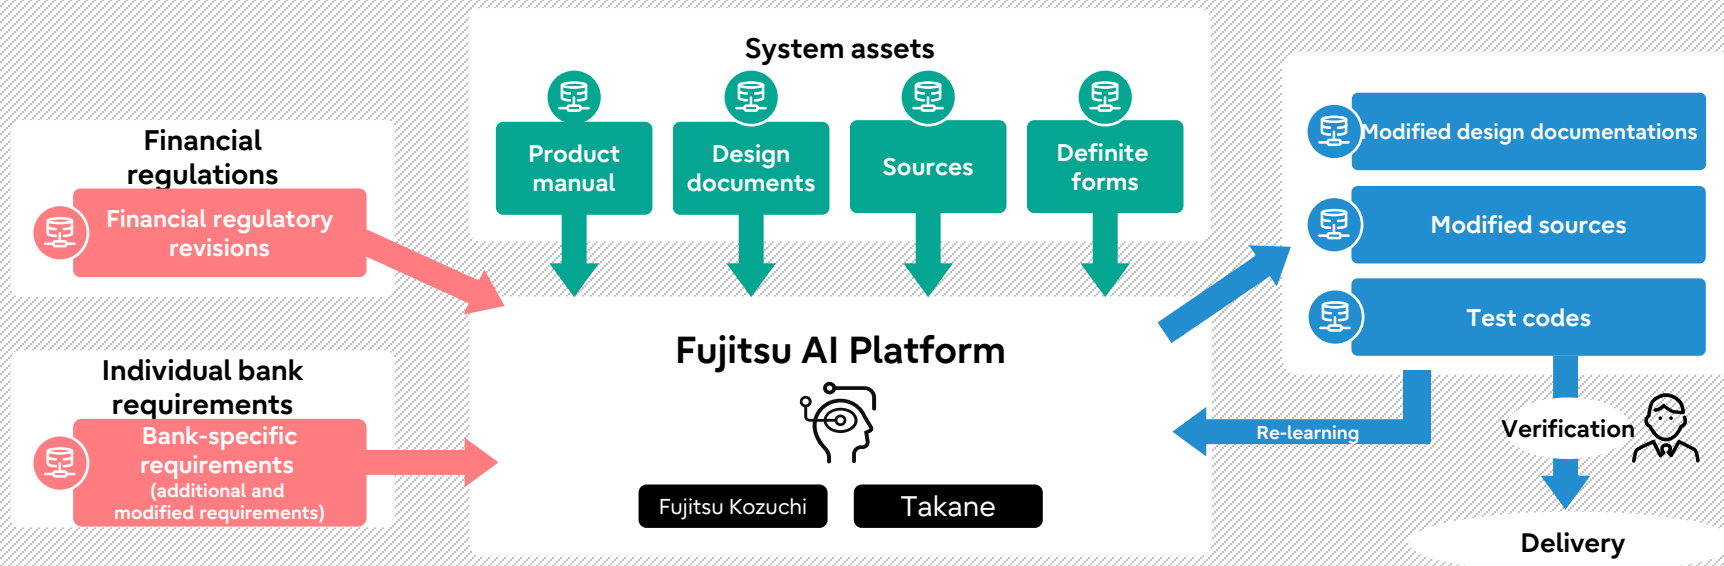 Financial
regulations
Financial regulatory
revisions
Individual bank
requirements
Bank-specific
requirements
(additional and
modified requirements)
System assets
Product
manual
Design
documents
Sources
Definite
forms
Fujitsu AI Platform
Fujitsu Kozuchi
Takane
Modified design documentations
Modified sources
Test codes
Re-learning
Verification
Delivery